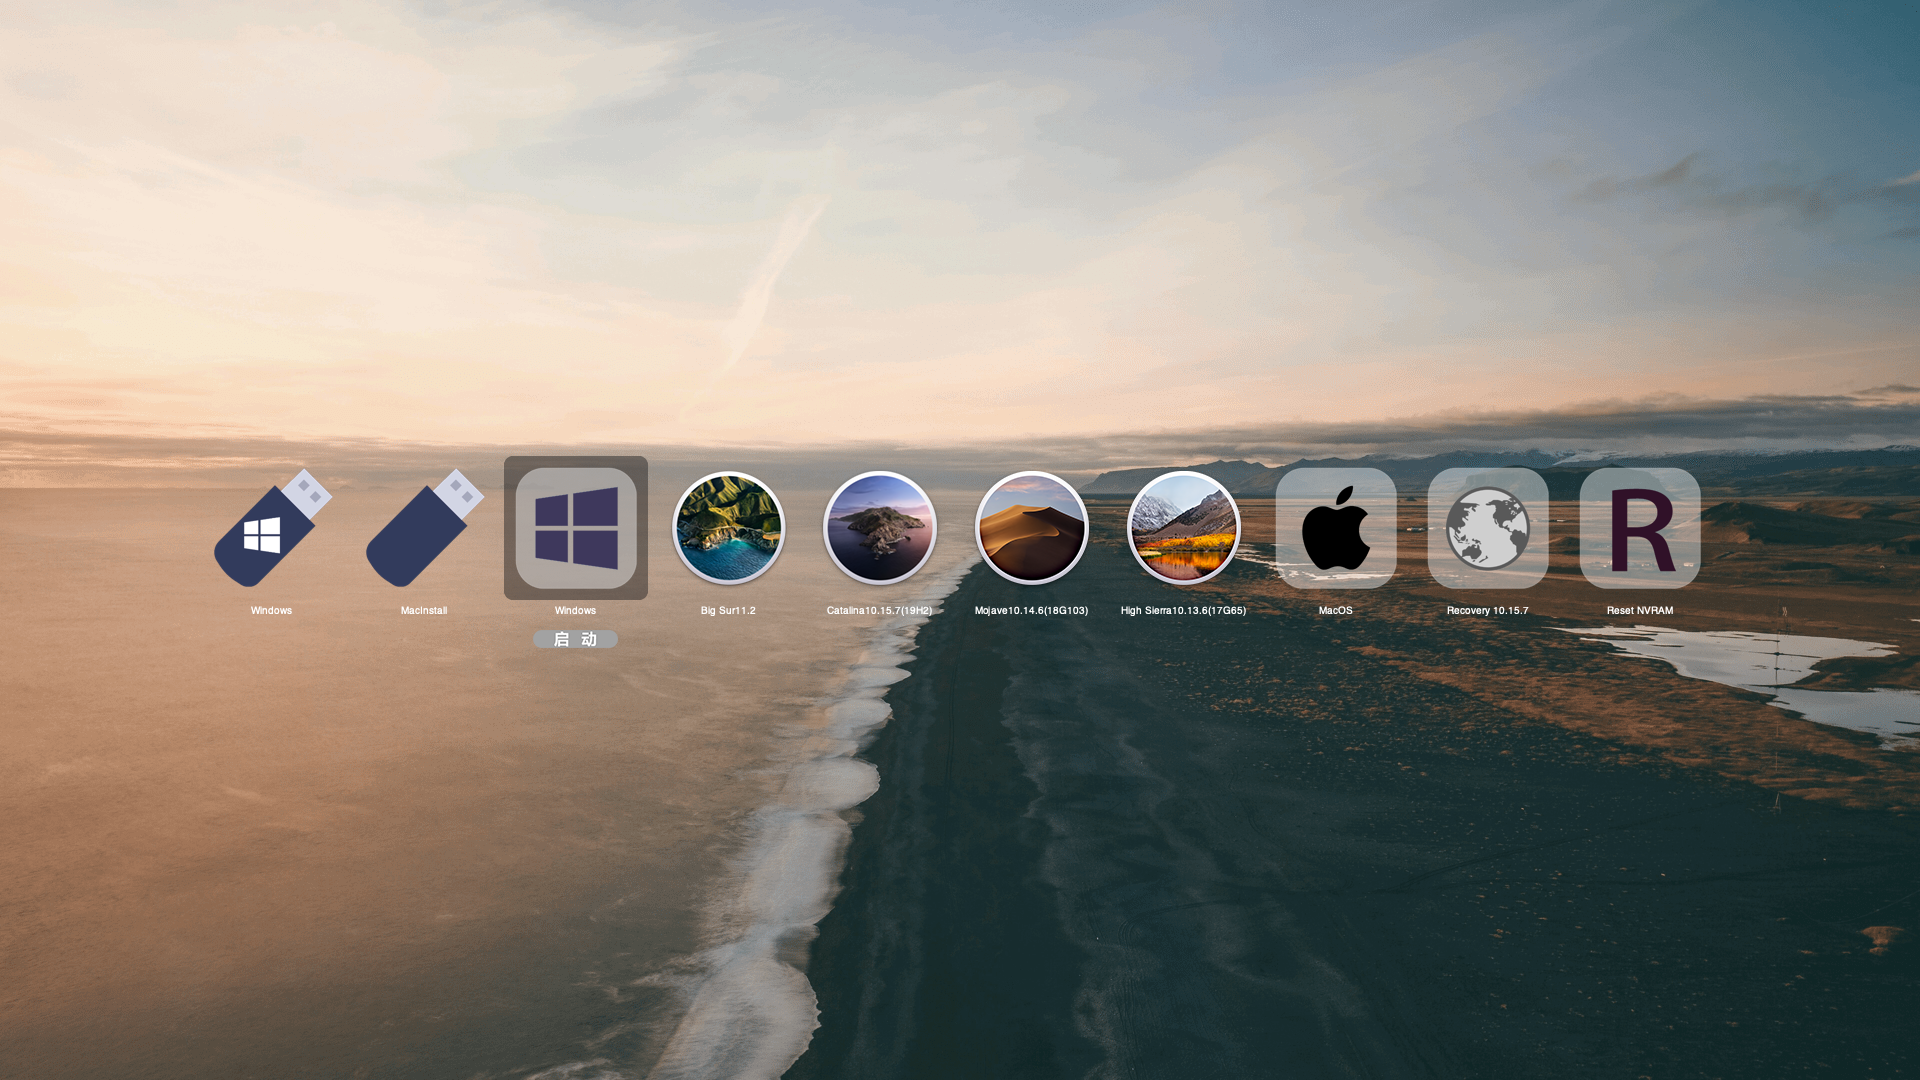 Windows
MacInstall
Windows
Big Sur11.2
Catalina10.15.7(19H2)
Mojave10.14.6(18G103)
High Sierra10.13.6(17G65)
MacOS
Recovery 10.15.7
R
Reset NVRAM
启 动